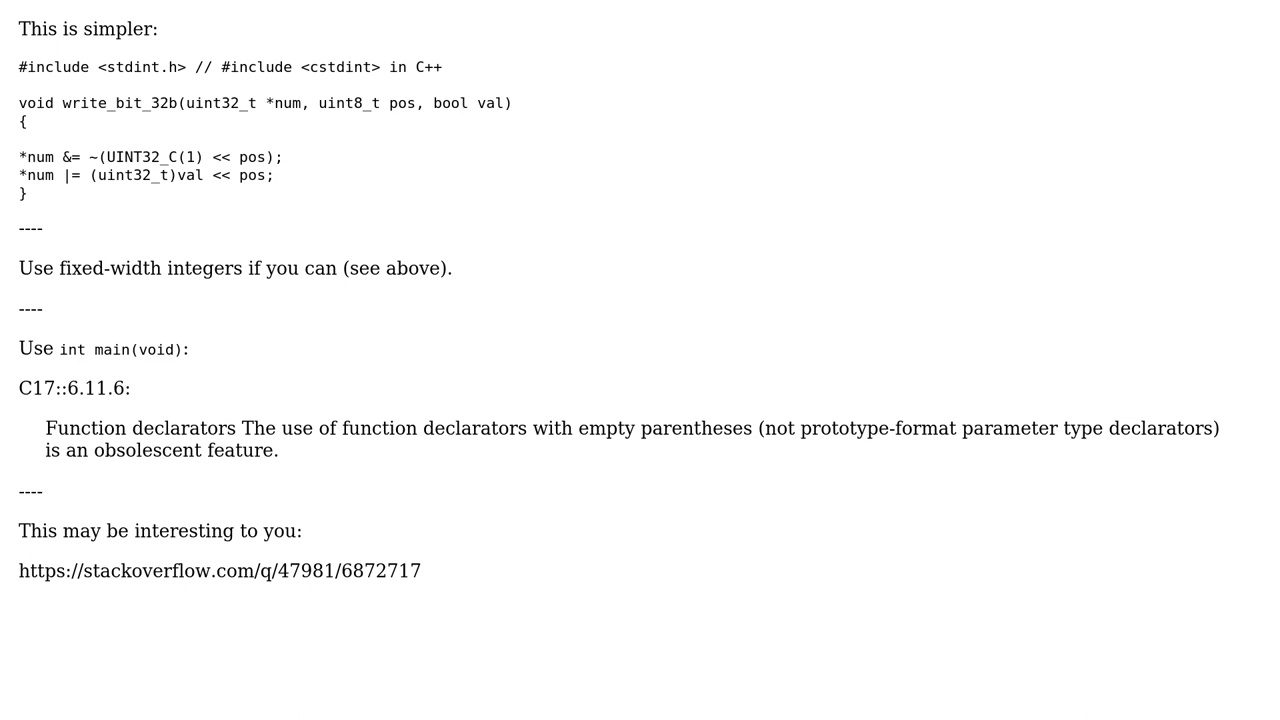 This is simpler:
#include <stdint.h> // #include <cstdint> in C++
void write_bit_32b(uint32_t *num, uint8_t pos, bool val)
{
*num &= ~(UINT32_C(1) << pos);
*num |= (uint32_t)val << pos;
}
----
Use fixed-width integers if you can (see above).
----
Use int main(void):
C17::6.11.6:
Function declarators The use of function declarators with empty parentheses (not prototype-format parameter type declarators)
is an obsolescent feature.
----
This may be interesting to you:
https://stackoverflow.com/q/47981/6872717